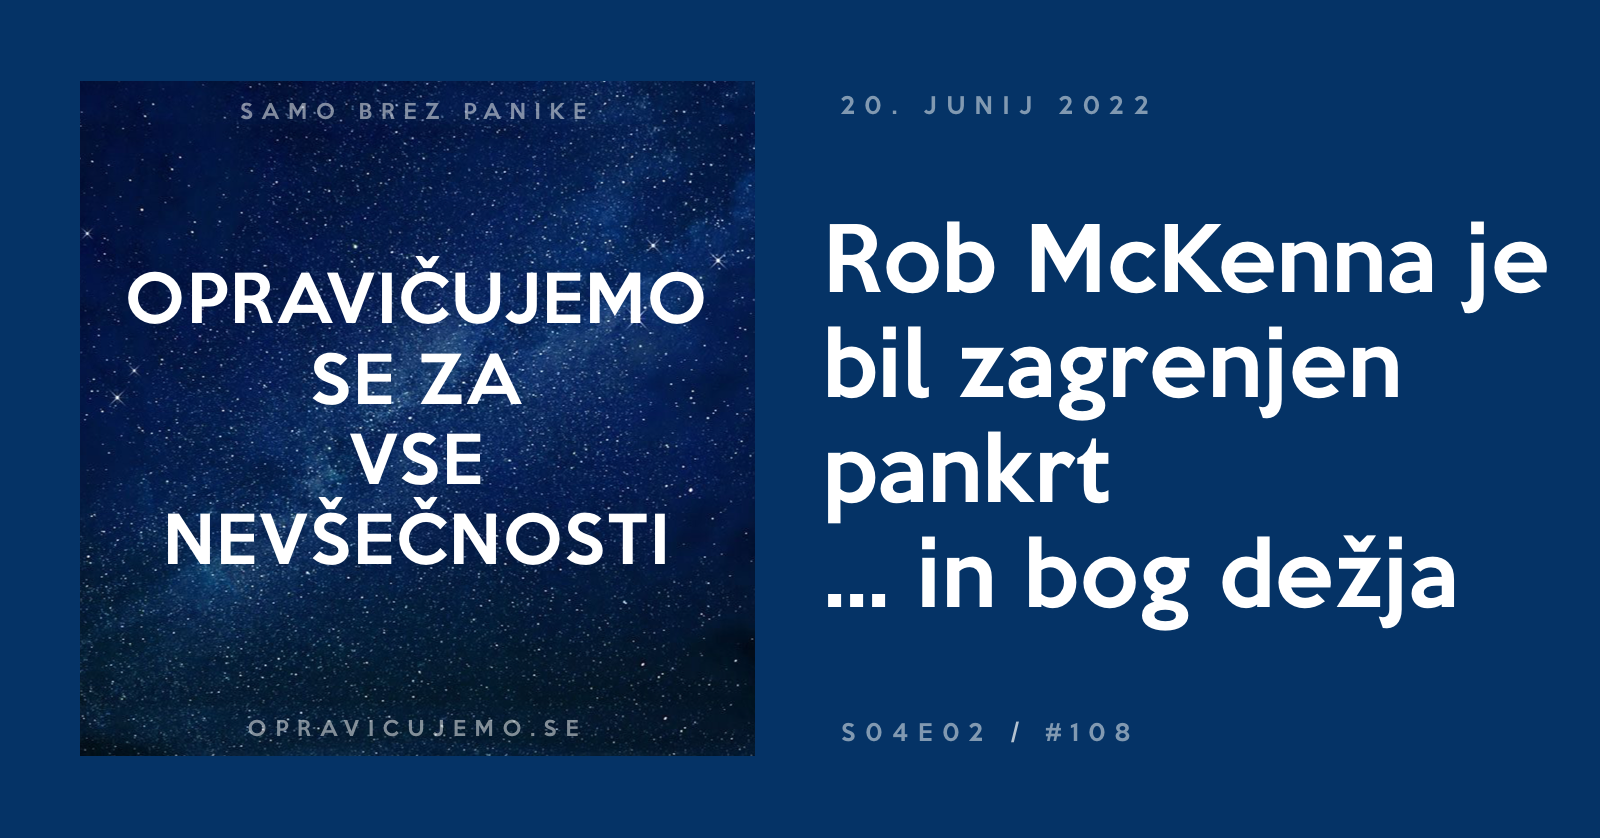 SAMO BREZ PANIKE
OPRAVIČUJEMO
SE ZA
VSE
NEVŠEČNOSTI
OPRAVICUJEMO.SE
20. JUNIJ 2022
Rob McKenna je
bil zagrenjen
pankrt
... in bog dežja
S04E02 / #108